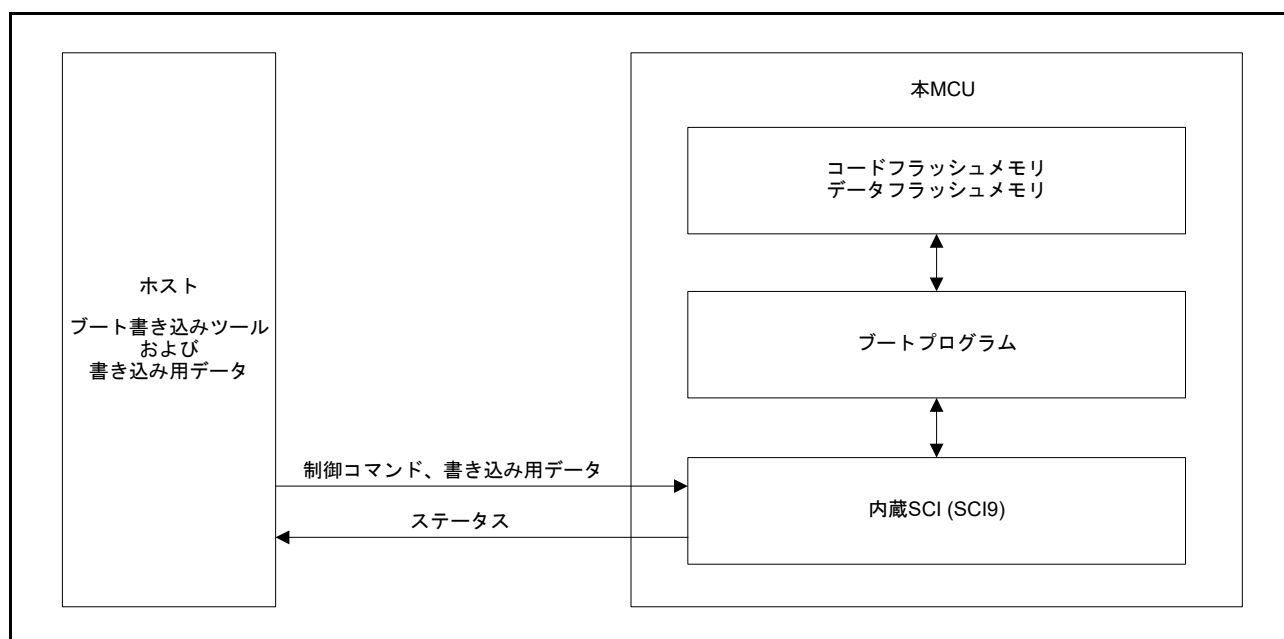 ホスト
ブート書き込みツール
および
書き込み用データ
制御コマンド、書き込み用データ
ステータス
本MCU
コードフラッシュメモリ
データフラッシュメモリ
ブートプログラム
内蔵SCI (SCI9)